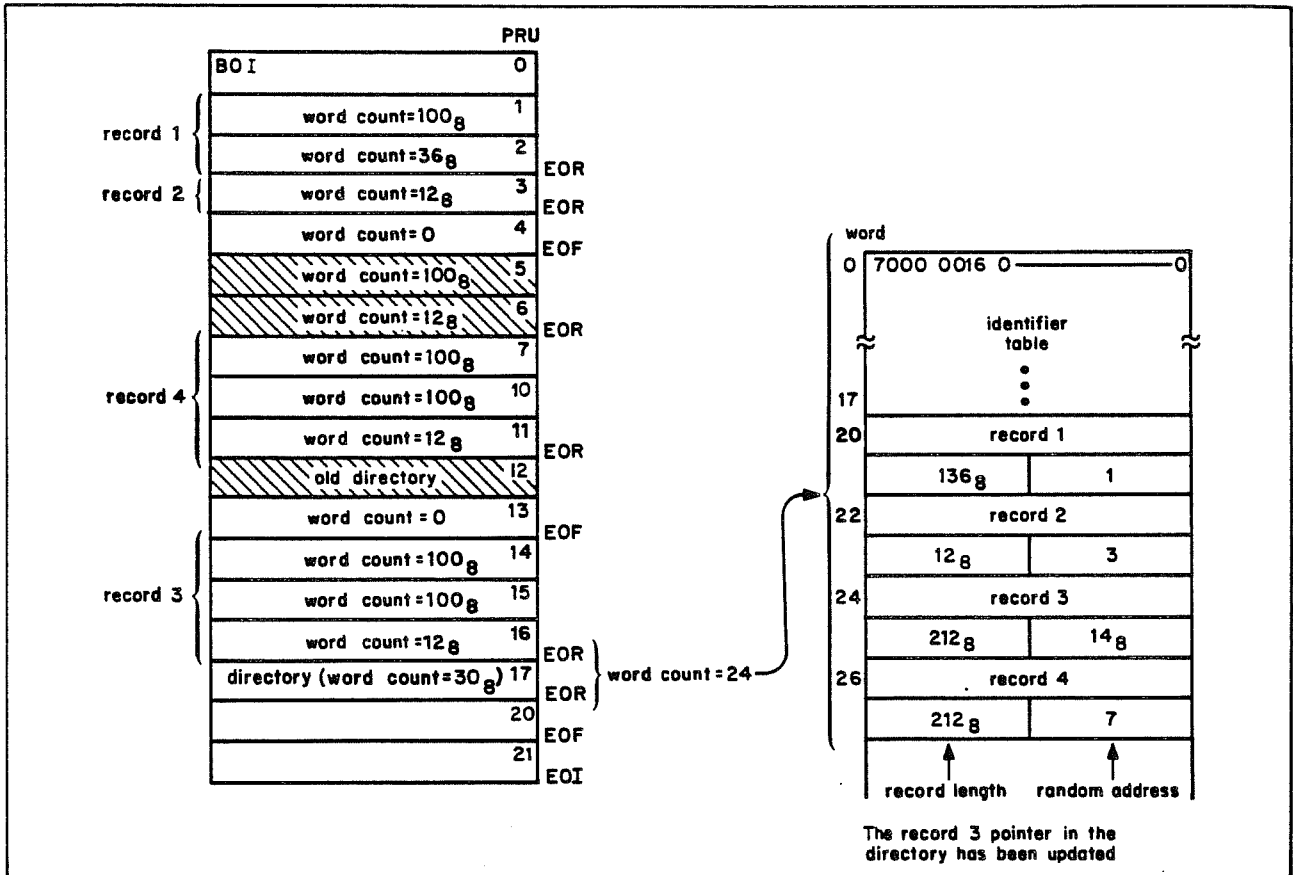 PRU
BOI 0
record 1
word count=100₈ 1
word count=36₈ 2
EOR
record 2
word count=12₈ 3
EOR
word count=0 4
EOF
word count=100₈ 5
word count=12₈ 6
EOR
record 4
word count=100₈ 7
word count=100₈ 10
word count=12₈ 11
EOR
old directory 12
word count = 0 13
EOF
record 3
word count=100₈ 14
word count=100₈ 15
word count=12₈ 16
EOR
directory (word count=30₈) 17
EOR
word count=24
20
EOF
21
EOI
word
0 7000 0016 0 0
identifier
table
17
20 record 1
136₈ 1
22 record 2
12₈ 3
24 record 3
212₈ 14₈
26 record 4
212₈ 7
record length random address
The record 3 pointer in the
directory has been updated